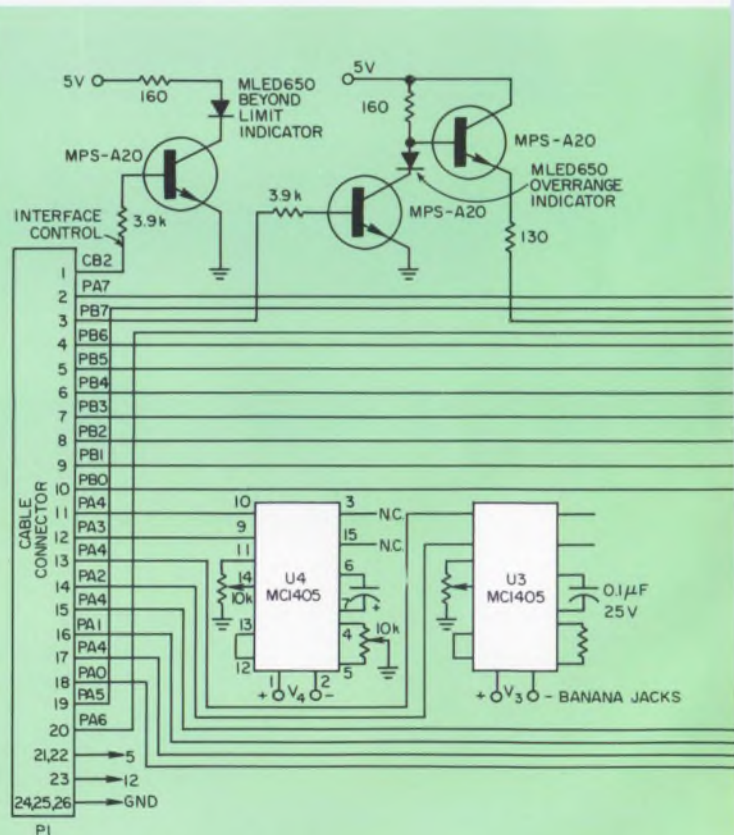 5V
160
MLED650
BEYOND
LIMIT
INDICATOR
MPS-A20
5V
160
MPS-A20
MLED650
OVERRANGE
INDICATOR
3.9k
MPS-A20
130
INTERFACE
CONTROL
3.9k
CABLE
CONNECTOR
CB2
1
PA7
2
PB7
3
PB6
4
PB5
5
PB4
6
PB3
7
PB2
8
PB1
9
PB0
10
PA4
11
PA3
12
PA4
13
PA2
14
PA4
15
PA1
16
PA4
17
PA0
18
PA5
19
PA6
20
21,22
5
23
12
24,25,26
GND
P1
10
3
N.C.
9
15
N.C.
11
6
14
10k
U4
MC1405
7
+
13
4
10k
12
5
1
2
+ V4 -
U3
MC1405
0.1μF
25V
+ V3 - BANANA JACKS